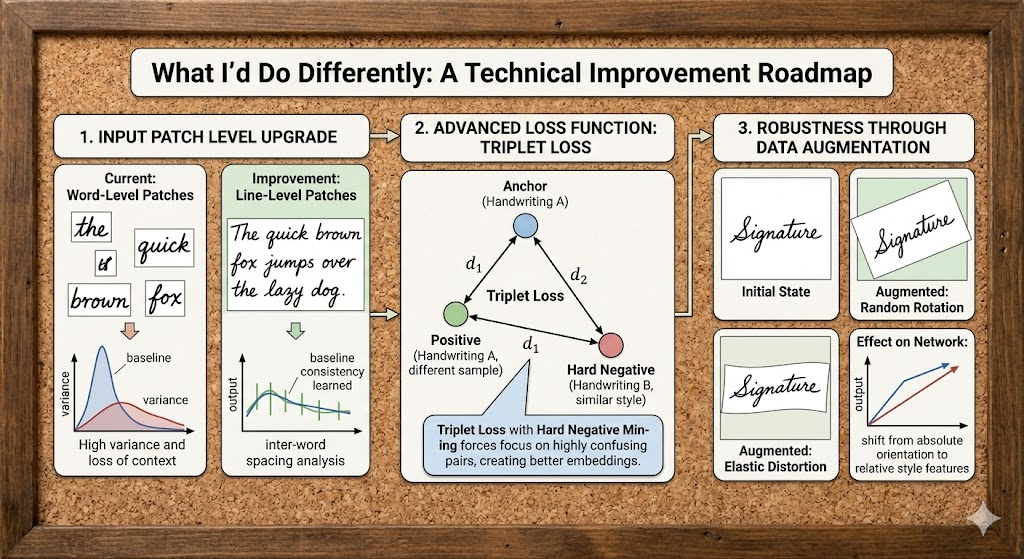 What I'd Do Differently: A Technical Improvement Roadmap
1. INPUT PATCH LEVEL UPGRADE
Current:
Word-Level Patches
the
quick
brown
fox
baseline
variance
variance
High variance and
loss of context
Improvement:
Line-Level Patches
The quick brown
fox jumps over
the lazy dog.
output
baseline
consistency
learned
inter-word
spacing analysis
2. ADVANCED LOSS FUNCTION:
TRIPLET LOSS
Anchor
(Handwriting A)
d₁
d₂
Triplet Loss
Positive
(Handwriting A,
different sample)
d₁
Hard Negative
(Handwriting B,
similar style)
Triplet Loss with Hard Negative Min-
ing forces focus on highly confusing
pairs, creating better embeddings.
3. ROBUSTNESS THROUGH
DATA AUGMENTATION
Signature
Initial State
Signature
Augmented:
Random Rotation
Signature
Augmented:
Elastic Distortion
Effect on Network:
shift from absolute
orientation to
relative style features